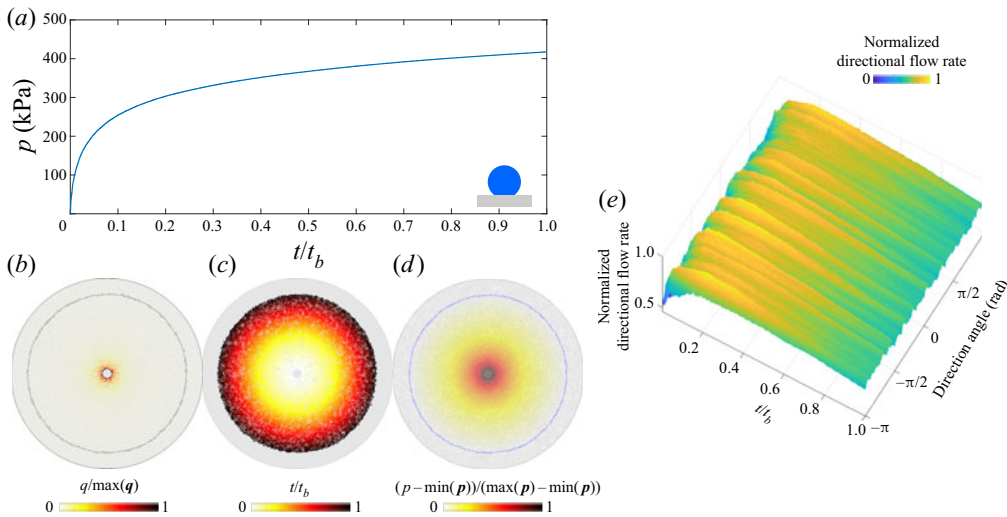 (a)
500
400
300
200
100
p (kPa)
0 0.1 0.2 0.3 0.4 0.5 0.6 0.7 0.8 0.9 1.0
t/t_b
(b)
(c)
(d)
q/max(q)
0 1
t/t_b
0 1
(p – min(p))/(max(p) – min(p))
0 1
(e)
Normalized
directional flow rate
0 1
Normalized
directional flow rate
1.0
0.5
0.2
0.4
0.6
0.8
1.0
t/t_b
–π
–π/2
0
π/2
Direction angle (rad)